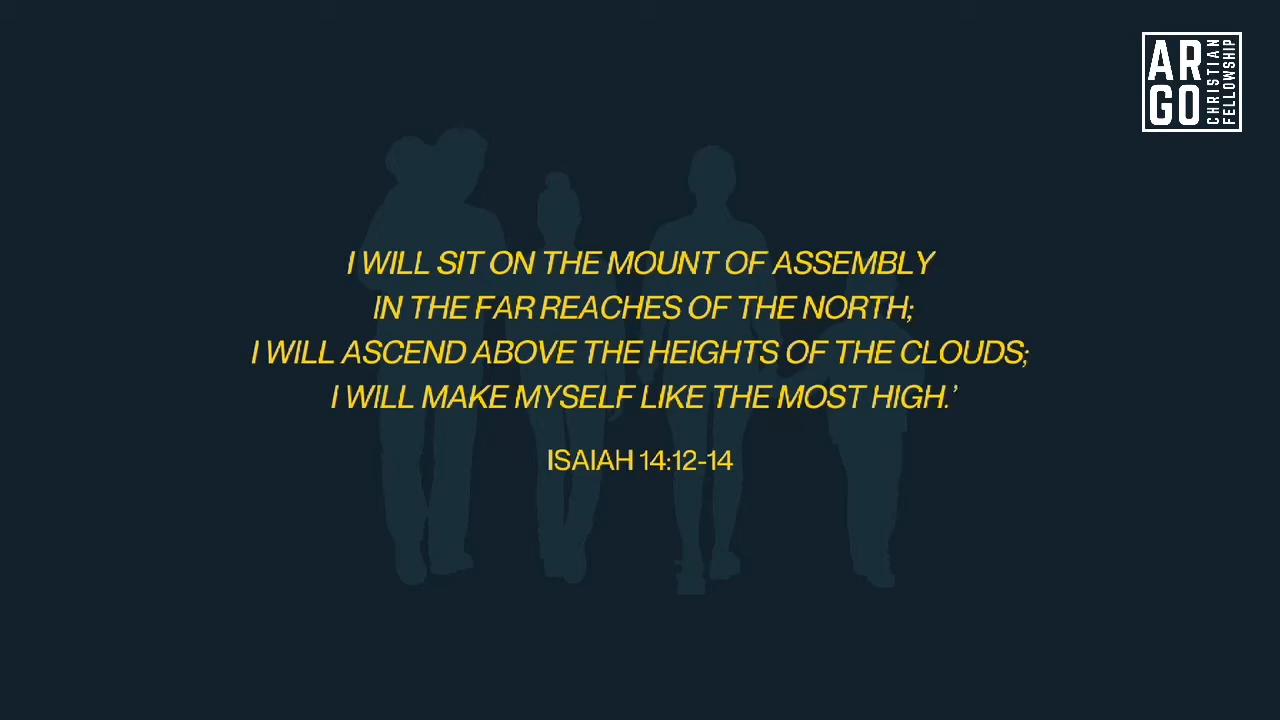 AR
GO
CHRISTIAN
FELLOWSHIP
I WILL SIT ON THE MOUNT OF ASSEMBLY
IN THE FAR REACHES OF THE NORTH;
I WILL ASCEND ABOVE THE HEIGHTS OF THE CLOUDS;
I WILL MAKE MYSELF LIKE THE MOST HIGH.’
ISAIAH 14:12-14